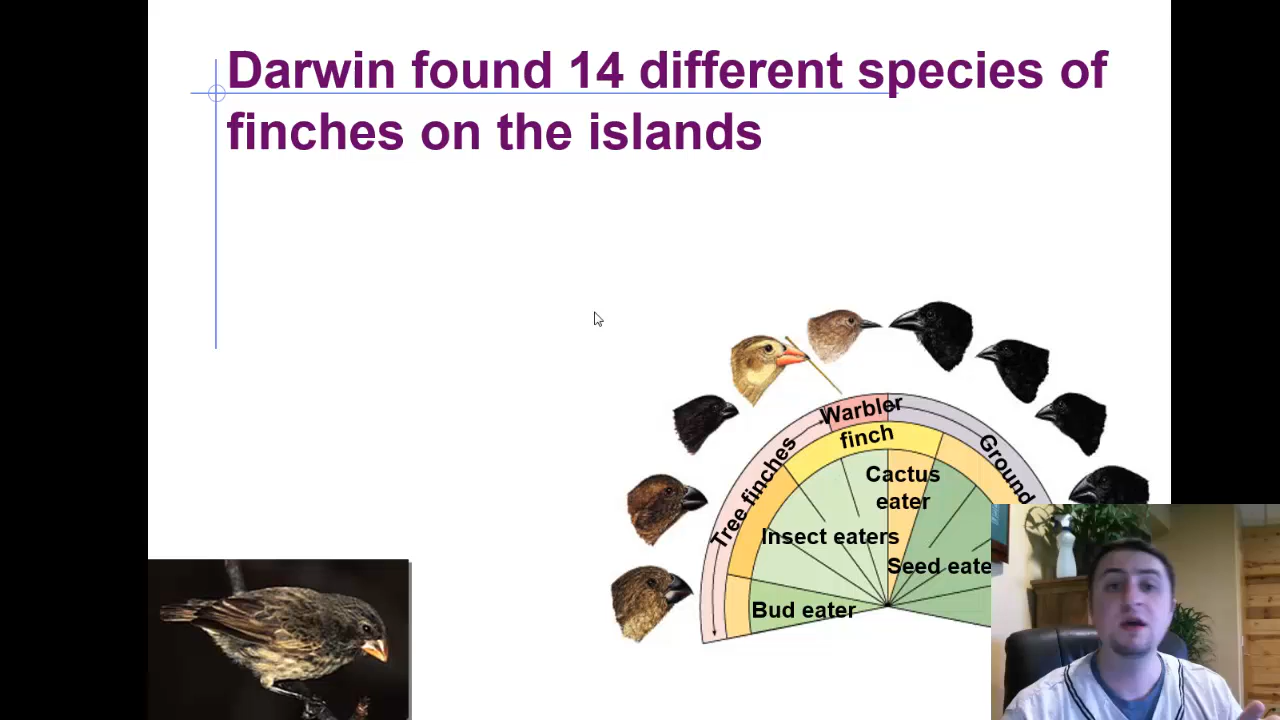 Darwin found 14 different species of
finches on the islands
Warbler
finch
Tree finches
Ground
Cactus
eater
Insect eaters
Seed eate
Bud eater